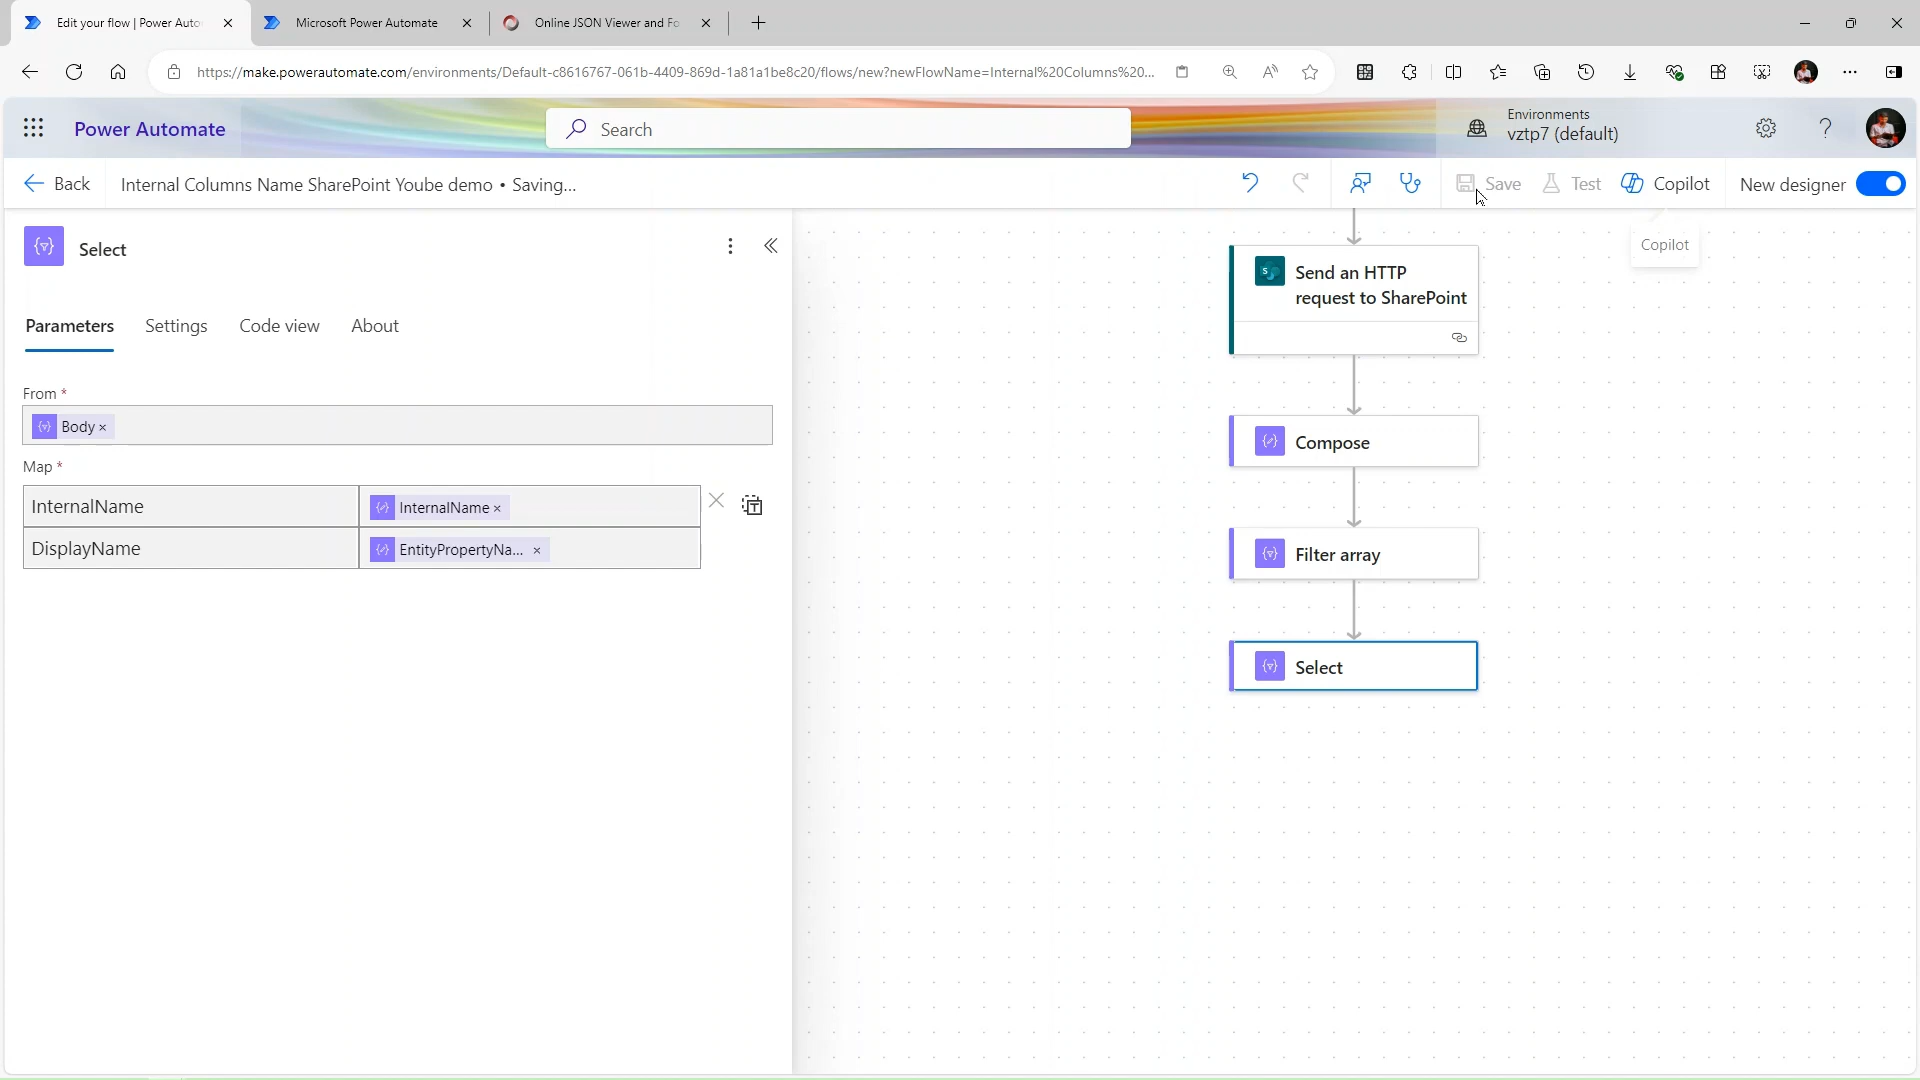 Edit your flow | Power Auto
Microsoft Power Automate
Online JSON Viewer and Fo
https://make.powerautomate.com/environments/Default-c8616767-061b-4409-869d-1a81a1be8c20/flows/new?newFlowName=Internal%20Columns%20...
Power Automate
Search
Environments
vztp7 (default)
Back
Internal Columns Name SharePoint Yoube demo • Saving...
Save
Test
Copilot
New designer
Copilot
Select
Parameters
Settings
Code view
About
From *
Body ×
Map *
InternalName
InternalName ×
DisplayName
EntityPropertyNa... ×
Send an HTTP
request to SharePoint
Compose
Filter array
Select